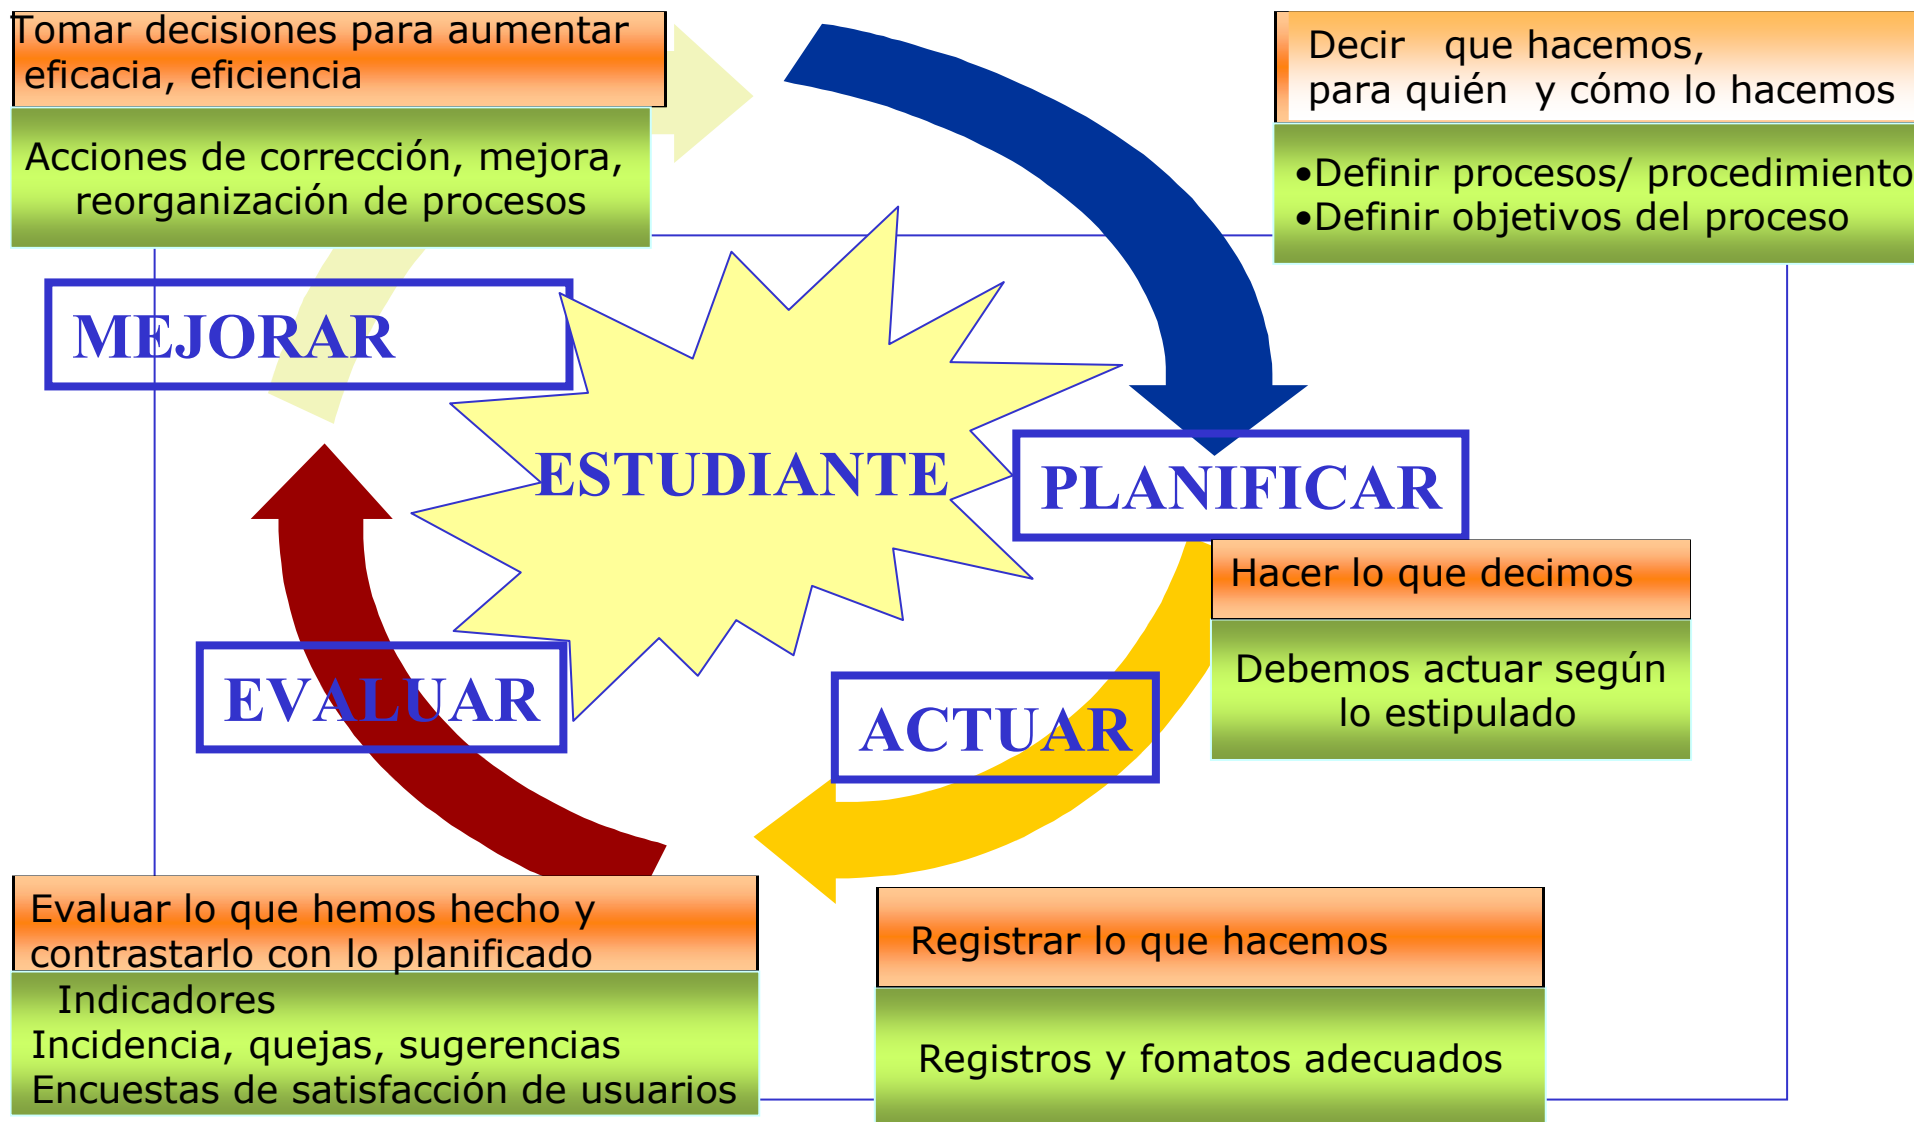 Tomar decisiones para aumentar
eficacia, eficiencia
Acciones de corrección, mejora,
reorganización de procesos
Decir que hacemos,
para quién y cómo lo hacemos
•Definir procesos/ procedimiento
•Definir objetivos del proceso
MEJORAR
ESTUDIANTE
PLANIFICAR
Hacer lo que decimos
Debemos actuar según
lo estipulado
EVALUAR
ACTUAR
Evaluar lo que hemos hecho y
contrastarlo con lo planificado
Indicadores
Incidencia, quejas, sugerencias
Encuestas de satisfacción de usuarios
Registrar lo que hacemos
Registros y fomatos adecuados